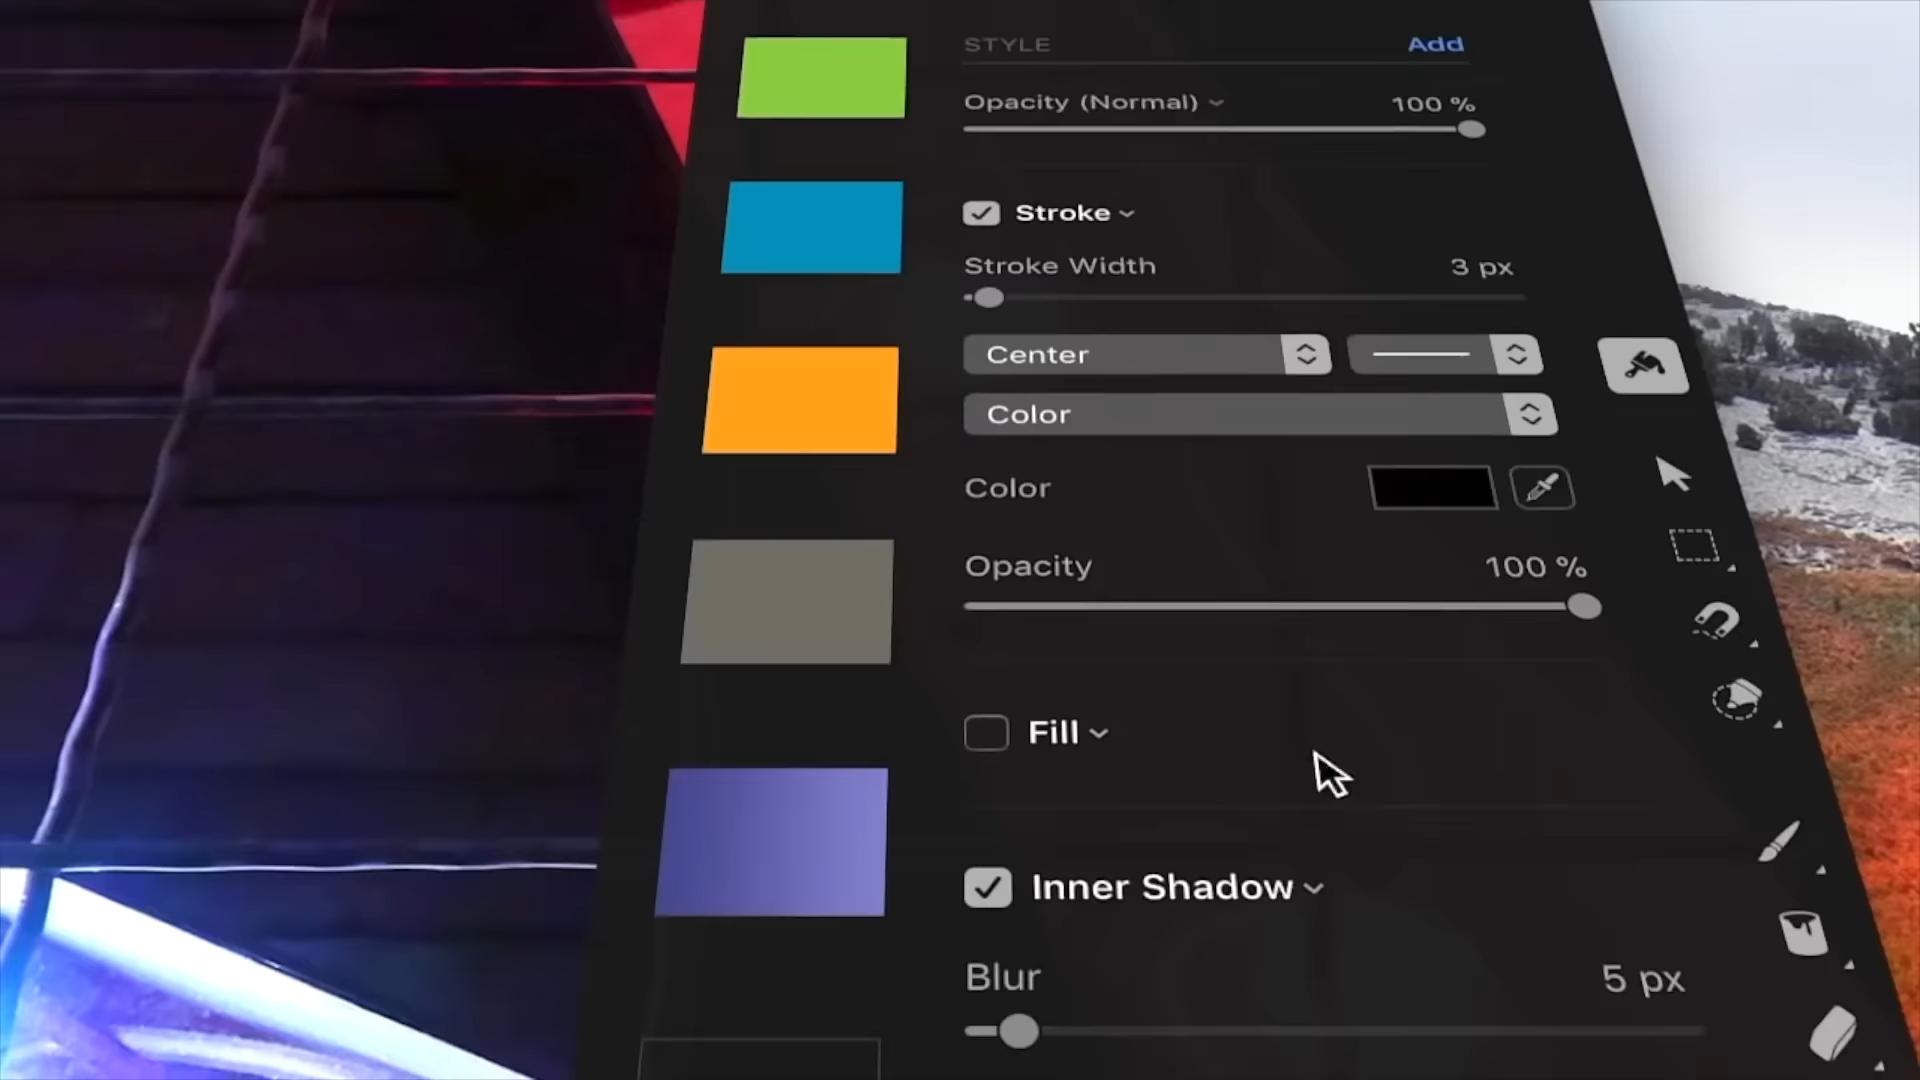 STYLE Add
Opacity (Normal) 100 %
Stroke
Stroke Width 3 px
Center
Color
Color
Opacity 100 %
Fill
Inner Shadow
Blur 5 px